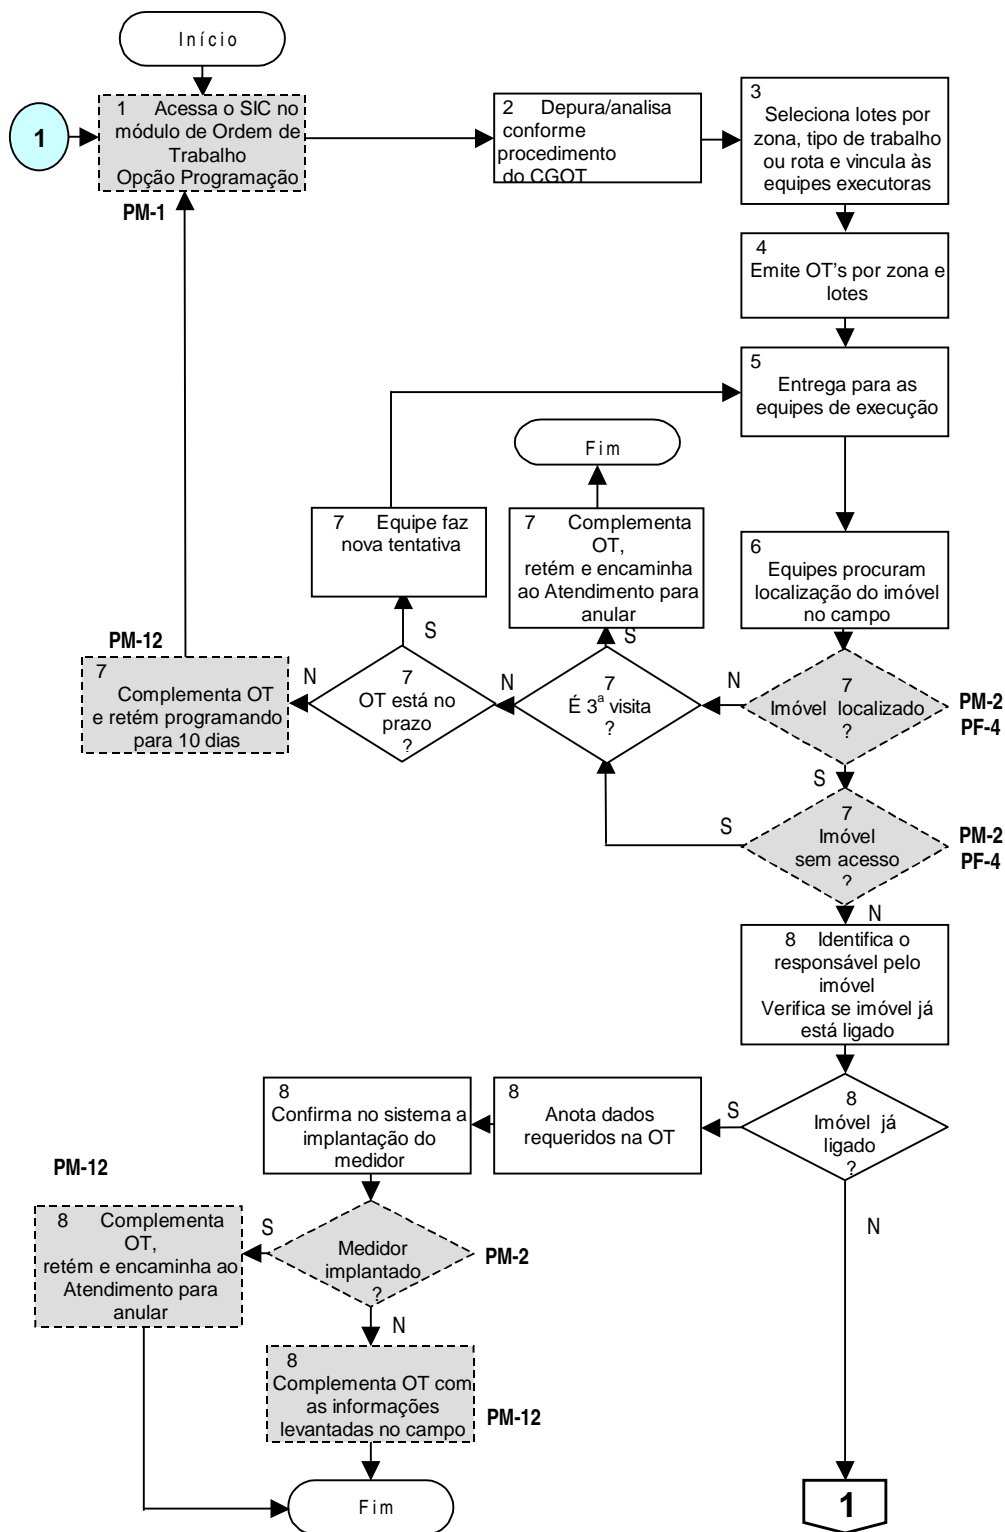 Início
1
1 Acessa o SIC no
módulo de Ordem de
Trabalho
Opção Programação
PM-1
2 Depura/analisa
conforme
procedimento
do CGOT
3
Seleciona lotes por
zona, tipo de trabalho
ou rota e vincula às
equipes executoras
4
Emite OT's por zona e
lotes
5
Entrega para as
equipes de execução
Fim
7 Equipe faz
nova tentativa
7 Complementa
OT,
retém e encaminha
ao Atendimento para
anular
6
Equipes procuram
localização do imóvel
no campo
PM-12
7
Complementa OT
e retém programando
para 10 dias
N
S
7
OT está no
prazo
?
N
S
7
É 3ª visita
?
N
7
Imóvel localizado
?
PM-2
PF-4
S
S
7
Imóvel
sem acesso
?
PM-2
PF-4
N
8 Identifica o
responsável pelo
imóvel
Verifica se imóvel já
está ligado
8
Confirma no sistema a
implantação do
medidor
8
Anota dados
requeridos na OT
S
8
Imóvel já
ligado
?
N
PM-12
8 Complementa
OT,
retém e encaminha ao
Atendimento para
anular
S
Medidor
implantado
?
PM-2
N
8
Complementa OT com
as informações
levantadas no campo
PM-12
Fim
1